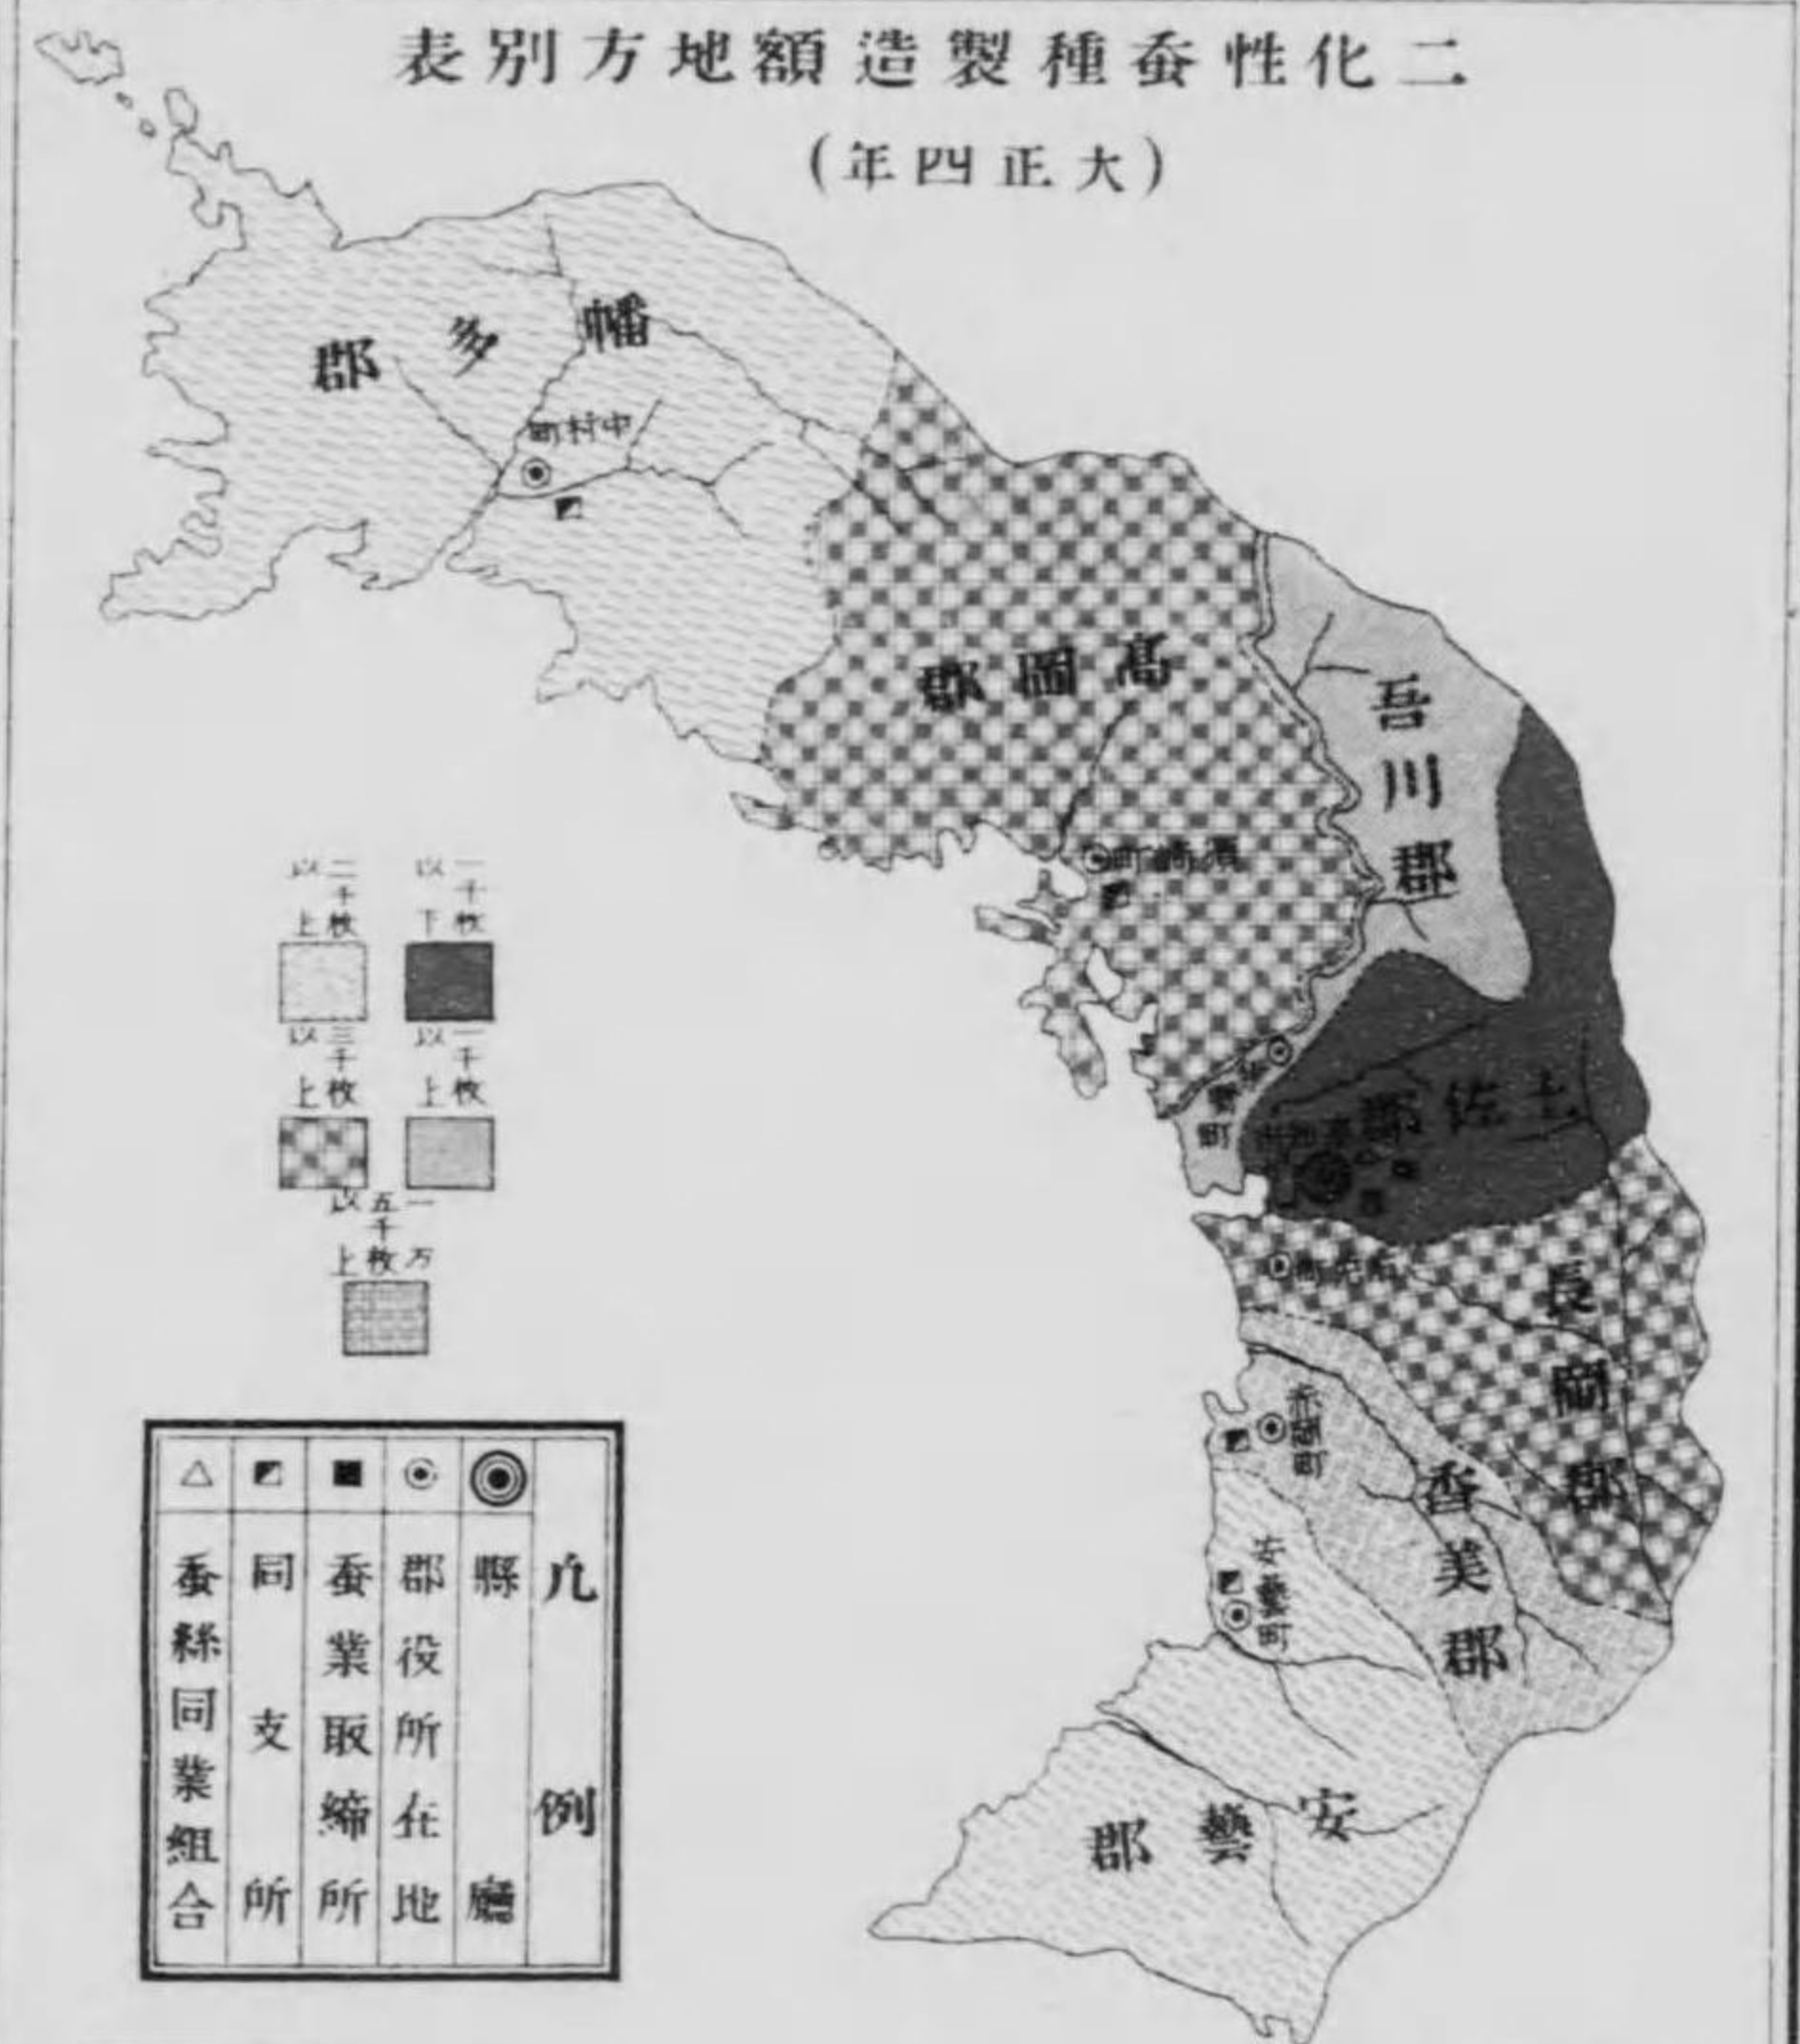 二化性蚕種製造額地方別表
(大正四年)
幡多郡
中村町
高岡郡
須崎町
吾川郡
土佐郡
長岡郡
香美郡
赤岡町
安藝町
安藝郡
一千枚以下
二千枚以上
一千枚以上
三千枚以上
一万五千枚以上
凡例
縣廳
郡役所在地
蚕業取締所
同支所
蚕絲同業組合